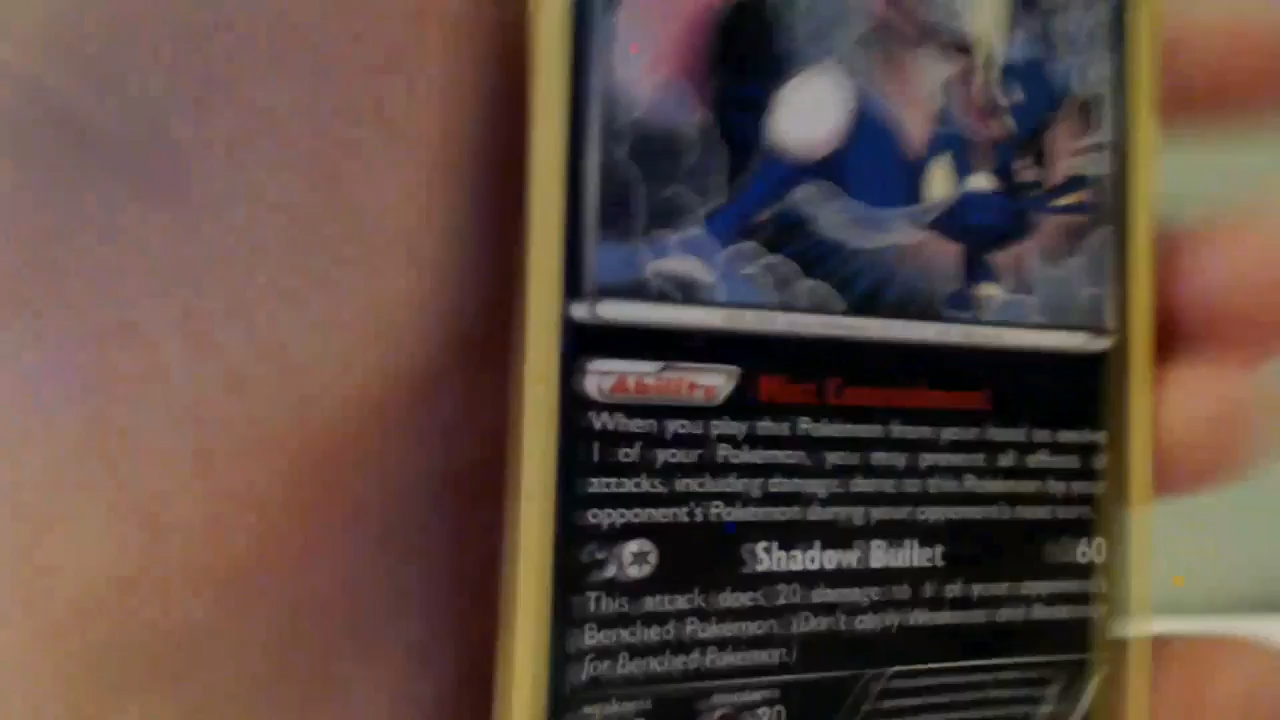 Ability
When you play this Pokémon from your hand to evolve
1 of your Pokémon, you may prevent all effects of
attacks, including damage, done to this Pokémon by your
opponent's Pokémon during your opponent's next turn.
Shadow Bullet 60
This attack does 20 damage to 1 of your opponent's
Benched Pokémon. (Don't apply Weakness and Resistance
for Benched Pokémon.)
weakness resistance